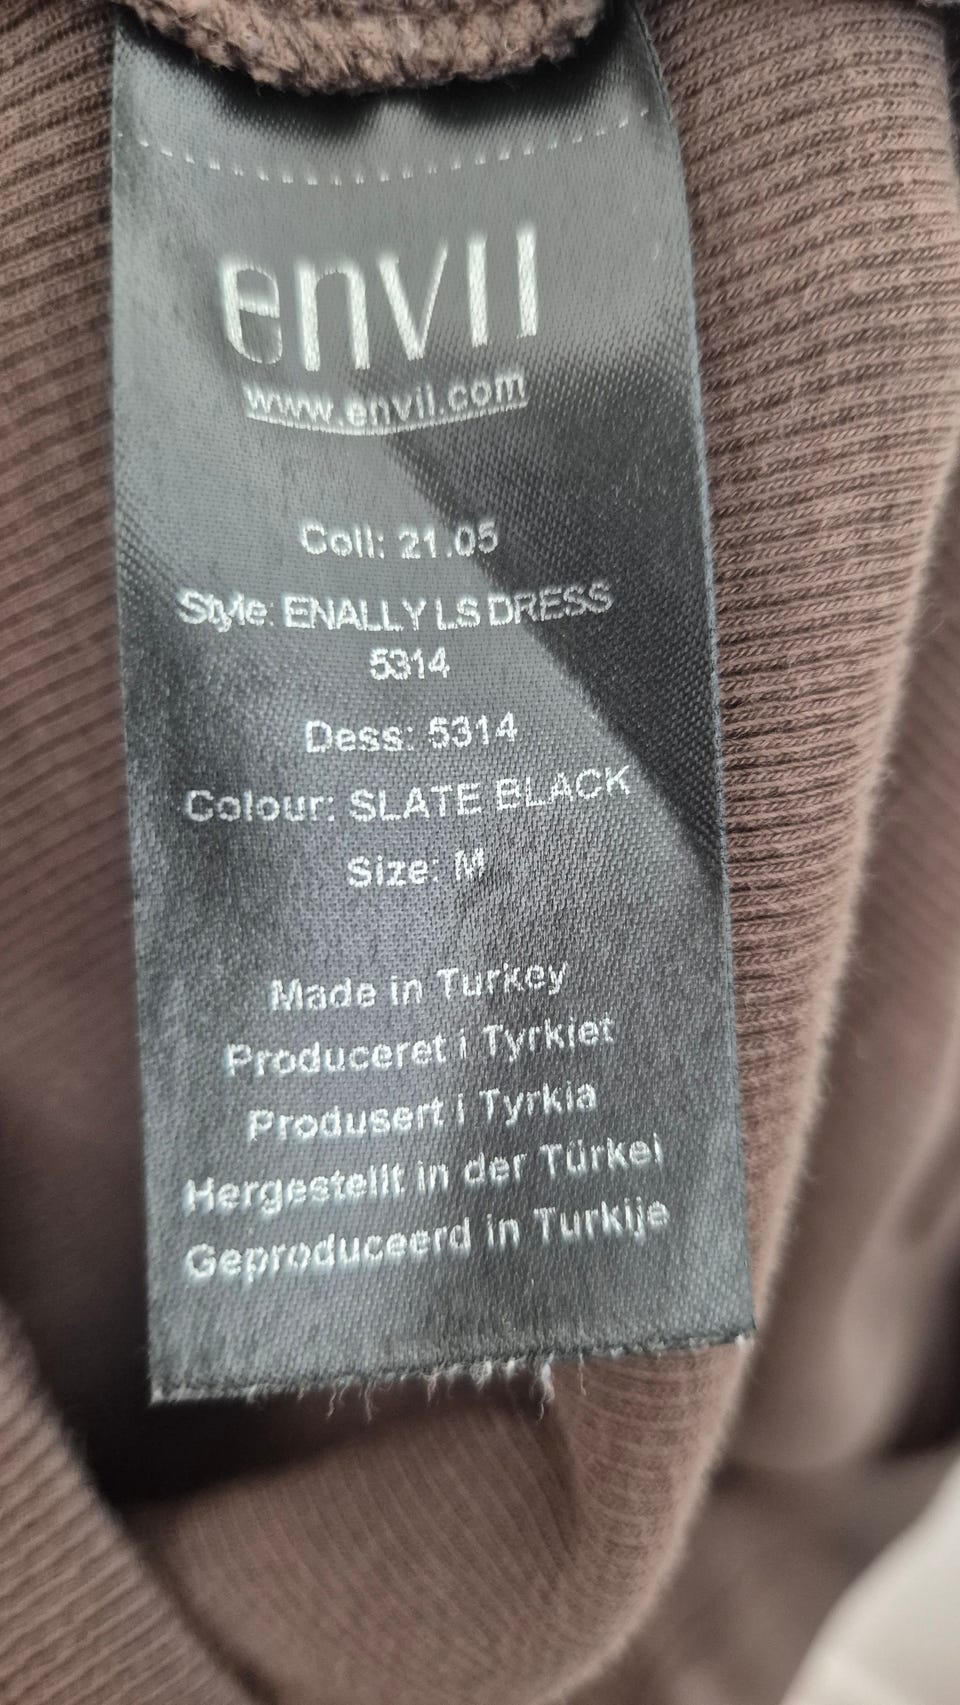 envii
www.envii.com
Coll: 21.05
Style: ENALLY LS DRESS
5314
Dess: 5314
Colour: SLATE BLACK
Size: M
Made in Turkey
Produceret i Tyrkiet
Produsert i Tyrkia
Hergestellt in der Türkei
Geproduceerd in Turkije